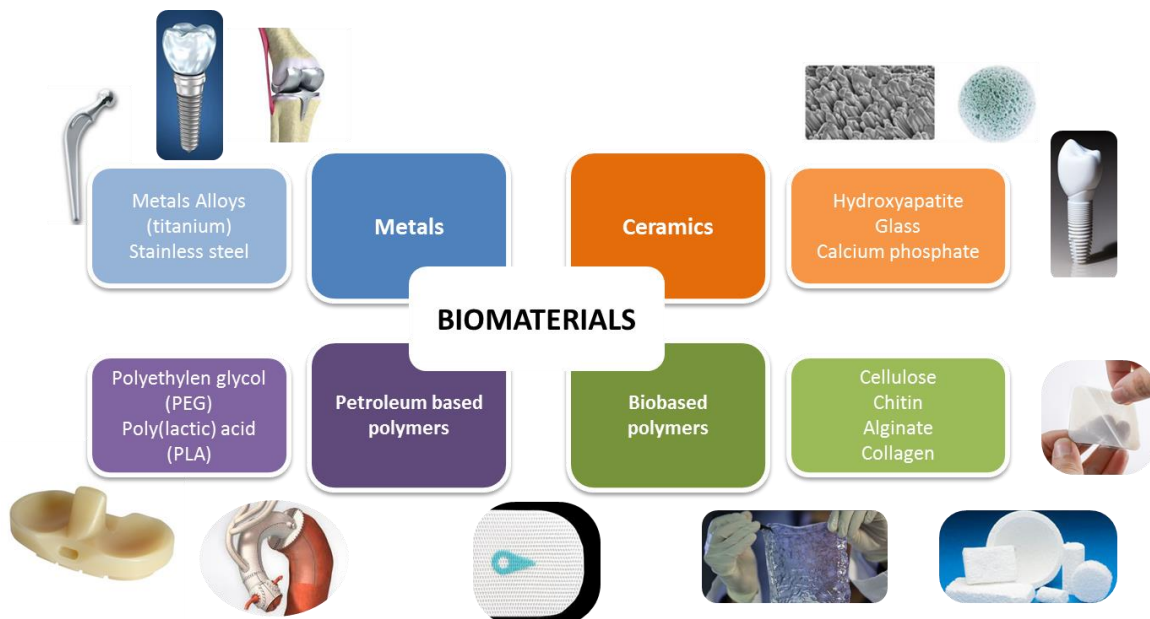 Metals Alloys
(titanium)
Stainless steel
Metals
Ceramics
Hydroxyapatite
Glass
Calcium phosphate
BIOMATERIALS
Polyethylen glycol
(PEG)
Poly(lactic) acid
(PLA)
Petroleum based
polymers
Biobased
polymers
Cellulose
Chitin
Alginate
Collagen